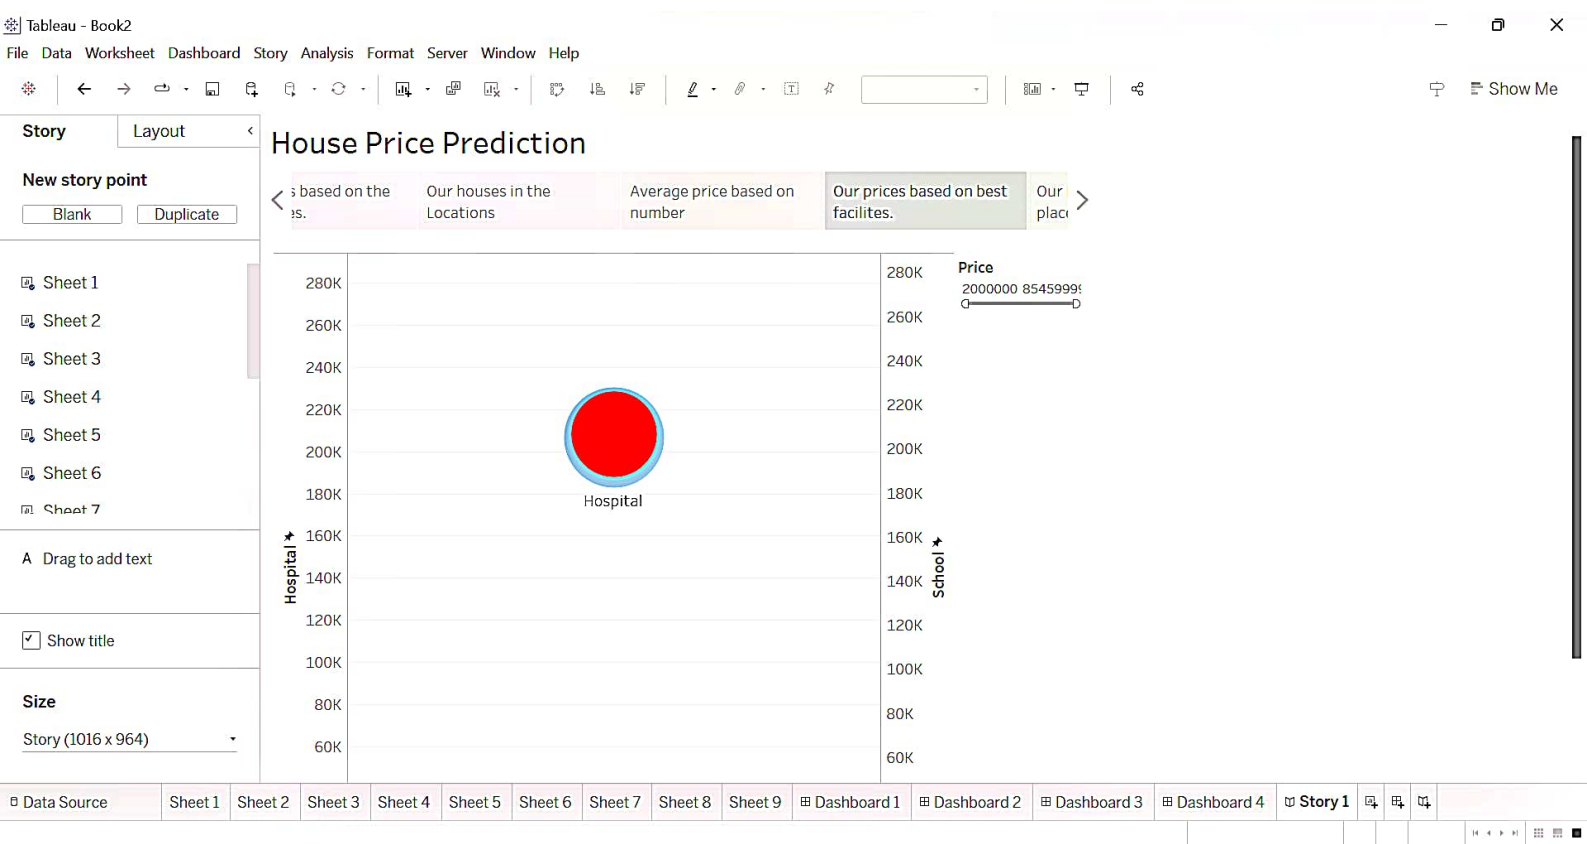 Tableau - Book2
File Data Worksheet Dashboard Story Analysis Format Server Window Help
Show Me
Story Layout
New story point
Blank Duplicate
Sheet 1
Sheet 2
Sheet 3
Sheet 4
Sheet 5
Sheet 6
Sheet 7
A Drag to add text
Show title
Size
Story (1016 x 964)
House Price Prediction
s based on the
es.
Our houses in the
Locations
Average price based on
number
Our prices based on best
facilites.
Our
place
280K
260K
240K
220K
200K
180K
160K
140K
120K
100K
80K
60K
Hospital
Hospital
280K
260K
240K
220K
200K
180K
160K
140K
120K
100K
80K
60K
School
Price
2000000 85459999
Data Source Sheet 1 Sheet 2 Sheet 3 Sheet 4 Sheet 5 Sheet 6 Sheet 7 Sheet 8 Sheet 9 Dashboard 1 Dashboard 2 Dashboard 3 Dashboard 4 Story 1